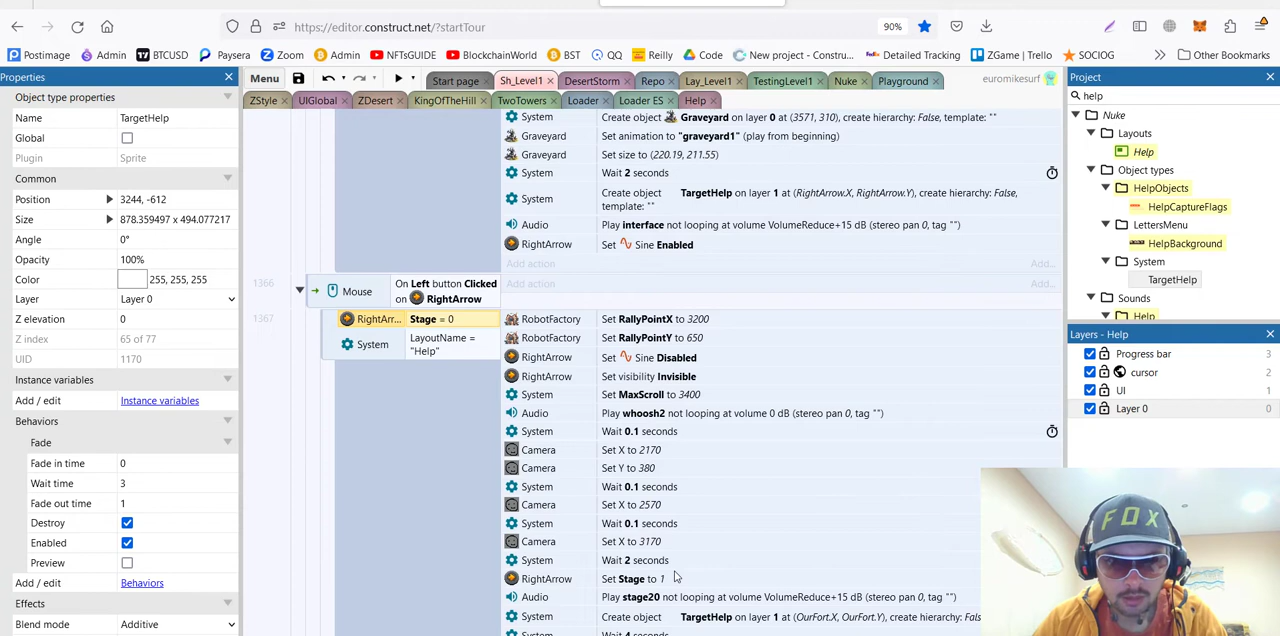 https://editor.construct.net/?startTour
90%
Postimage Admin BTCUSD Paysera Zoom Admin NFTsGUIDE BlockchainWorld BST QQ Reilly Code New project - Constru... Detailed Tracking ZGame | Trello SOCIOG Other Bookmarks
Properties
Object type properties
Name TargetHelp
Global
Plugin Sprite
Common
Position 3244, -612
Size 878.359497 x 494.077217
Angle 0°
Opacity 100%
Color 255, 255, 255
Layer Layer 0
Z elevation 0
Z index 65 of 77
UID 1170
Instance variables
Add / edit Instance variables
Behaviors
Fade
Fade in time 0
Wait time 3
Fade out time 1
Destroy
Enabled
Preview
Add / edit Behaviors
Effects
Blend mode Additive
Menu
Start page Sh_Level1 DesertStorm Repo Lay_Level1 TestingLevel1 Nuke Playground
euromikesurf
ZStyle UIGlobal ZDesert KingOfTheHill TwoTowers Loader Loader ES Help
System Create object Graveyard on layer 0 at (3571, 310), create hierarchy: False, template: ""
Graveyard Set animation to "graveyard1" (play from beginning)
Graveyard Set size to (220.19, 211.55)
System Wait 2 seconds
System Create object TargetHelp on layer 1 at (RightArrow.X, RightArrow.Y), create hierarchy: False,
template: ""
Audio Play interface not looping at volume VolumeReduce+15 dB (stereo pan 0, tag "")
RightArrow Set Sine Enabled
Add action Add...
1366 Mouse On Left button Clicked
on RightArrow
Add action Add...
1367 RightArr... Stage = 0
System LayoutName =
"Help"
RobotFactory Set RallyPointX to 3200
RobotFactory Set RallyPointY to 650
RightArrow Set Sine Disabled
RightArrow Set visibility Invisible
System Set MaxScroll to 3400
Audio Play whoosh2 not looping at volume 0 dB (stereo pan 0, tag "")
System Wait 0.1 seconds
Camera Set X to 2170
Camera Set Y to 380
System Wait 0.1 seconds
Camera Set X to 2570
System Wait 0.1 seconds
Camera Set X to 3170
System Wait 2 seconds
RightArrow Set Stage to 1
Audio Play stage20 not looping at volume VolumeReduce+15 dB (stereo pan 0, tag "")
System Create object TargetHelp on layer 1 at (OurFort.X, OurFort.Y), create hierarchy: Fals
System Wait 4 seconds
Project
help
Nuke
Layouts
Help
Object types
HelpObjects
HelpCaptureFlags
LettersMenu
HelpBackground
System
TargetHelp
Sounds
Help
Layers - Help
Progress bar 3
cursor 2
UI 1
Layer 0 0
FOX